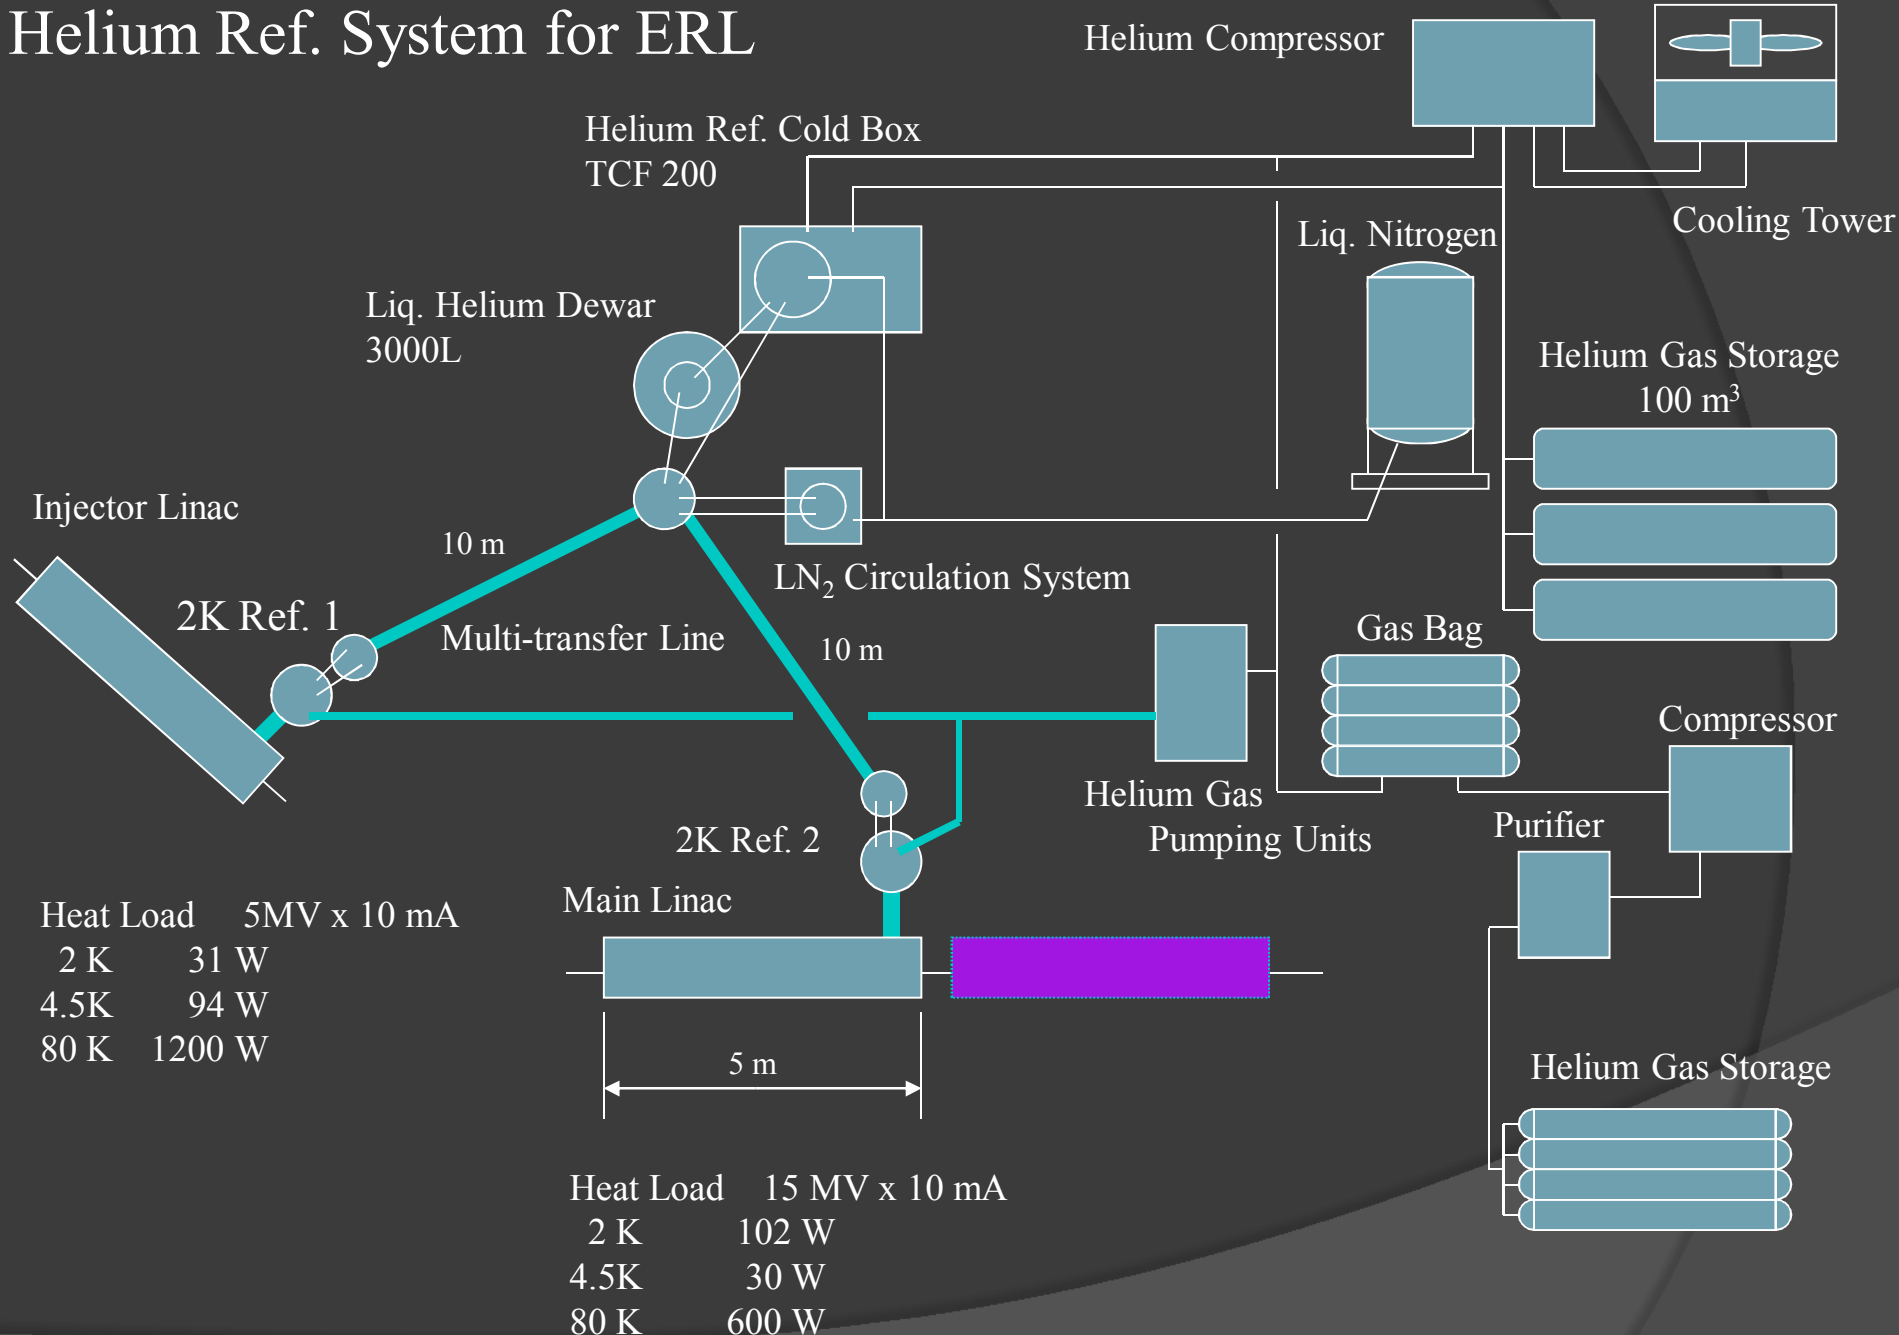 Helium Ref. System for ERL
Helium Compressor
Helium Ref. Cold Box
TCF 200
Cooling Tower
Liq. Nitrogen
Liq. Helium Dewar
3000L
Helium Gas Storage
100 m³
Injector Linac
10 m
LN₂ Circulation System
2K Ref. 1
Multi-transfer Line
10 m
Gas Bag
Compressor
Helium Gas
Pumping Units
Purifier
2K Ref. 2
Main Linac
Heat Load 5MV x 10 mA
2 K 31 W
4.5K 94 W
80 K 1200 W
5 m
Helium Gas Storage
Heat Load 15 MV x 10 mA
2 K 102 W
4.5K 30 W
80 K 600 W